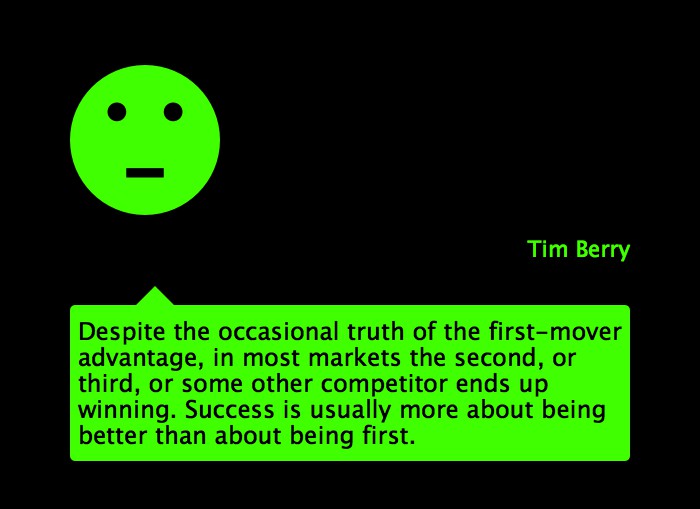 Tim Berry
Despite the occasional truth of the first-mover
advantage, in most markets the second, or
third, or some other competitor ends up
winning. Success is usually more about being
better than about being first.